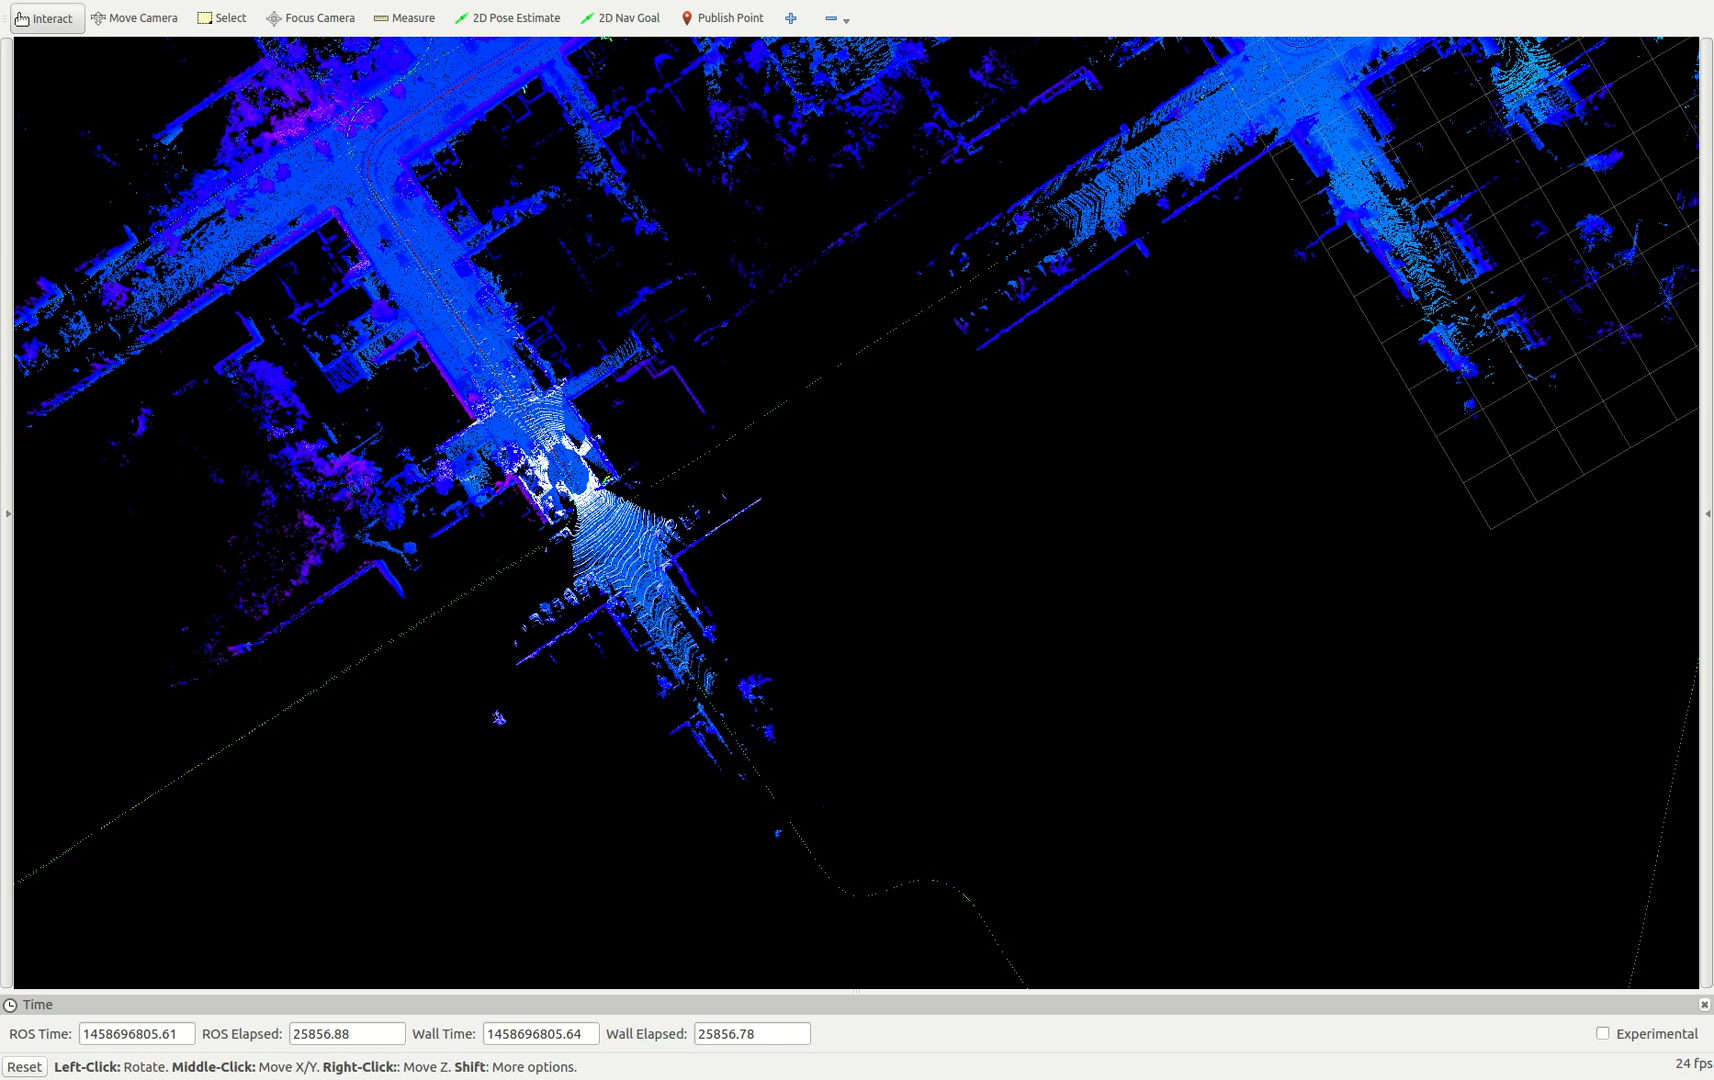 Interact Move Camera Select Focus Camera Measure 2D Pose Estimate 2D Nav Goal Publish Point
Time
ROS Time: 1458696805.61 ROS Elapsed: 25856.88 Wall Time: 1458696805.64 Wall Elapsed: 25856.78 Experimental
Reset Left-Click: Rotate. Middle-Click: Move X/Y. Right-Click:: Move Z. Shift: More options. 24 fps